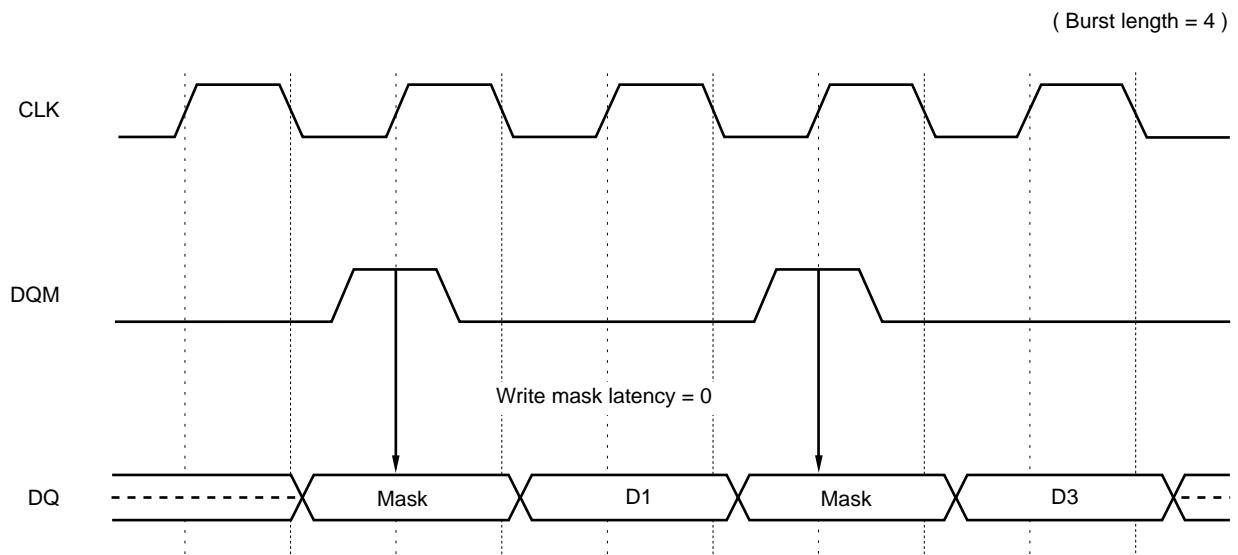 ( Burst length = 4 )
CLK
DQM
Write mask latency = 0
DQ
Mask
D1
Mask
D3